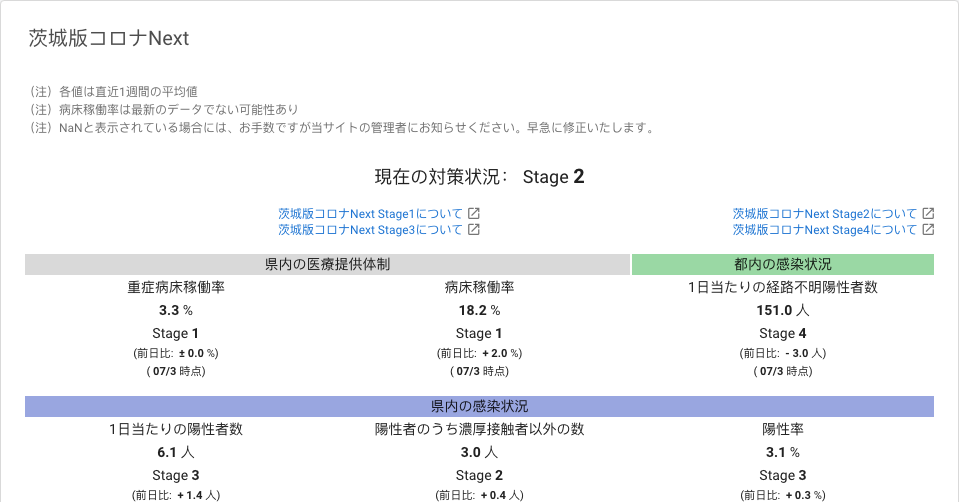 茨城版コロナNext
（注）各値は直近1週間の平均値
（注）病床稼働率は最新のデータでない可能性あり
（注）NaNと表示されている場合には、お手数ですが当サイトの管理者にお知らせください。早急に修正いたします。
現在の対策状況： Stage 2
茨城版コロナNext Stage1について 茨城版コロナNext Stage2について
茨城版コロナNext Stage3について 茨城版コロナNext Stage4について
県内の医療提供体制 都内の感染状況
重症病床稼働率 病床稼働率 1日当たりの経路不明陽性者数
3.3 % 18.2 % 151.0 人
Stage 1 Stage 1 Stage 4
(前日比: ± 0.0 %) (前日比: + 2.0 %) (前日比: - 3.0 人)
( 07/3 時点) ( 07/3 時点) ( 07/3 時点)
県内の感染状況
1日当たりの陽性者数 陽性者のうち濃厚接触者以外の数 陽性率
6.1 人 3.0 人 3.1 %
Stage 3 Stage 2 Stage 3
(前日比: + 1.4 人) (前日比: + 0.4 人) (前日比: + 0.3 %)